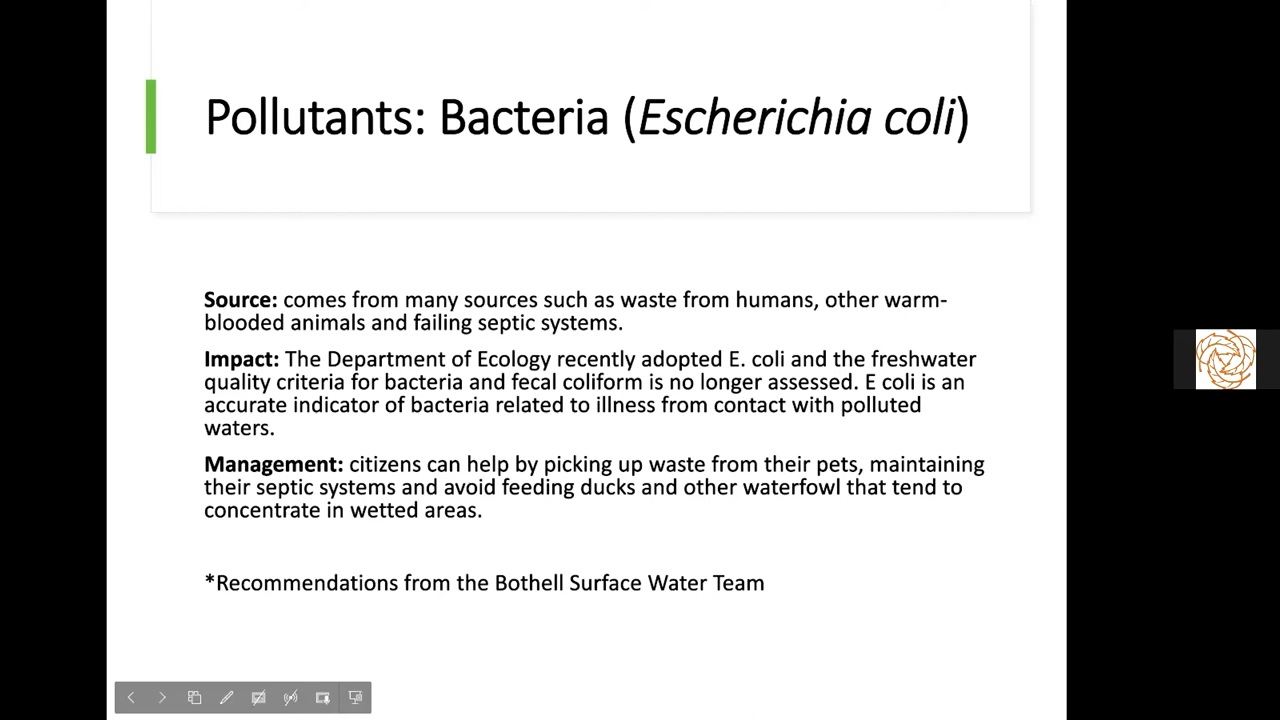 Pollutants: Bacteria (Escherichia coli)
Source: comes from many sources such as waste from humans, other warm-
blooded animals and failing septic systems.
Impact: The Department of Ecology recently adopted E. coli and the freshwater
quality criteria for bacteria and fecal coliform is no longer assessed. E coli is an
accurate indicator of bacteria related to illness from contact with polluted
waters.
Management: citizens can help by picking up waste from their pets, maintaining
their septic systems and avoid feeding ducks and other waterfowl that tend to
concentrate in wetted areas.
*Recommendations from the Bothell Surface Water Team